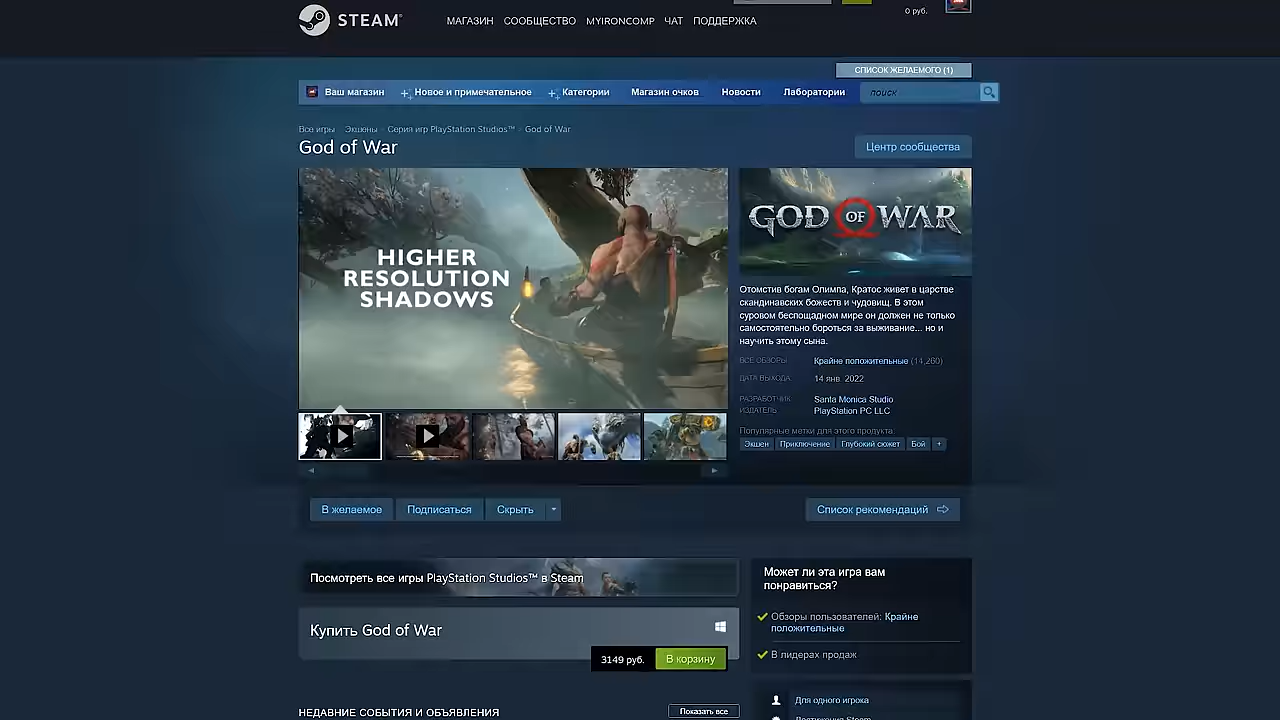 STEAM®
МАГАЗИН СООБЩЕСТВО MYIRONCOMP ЧАТ ПОДДЕРЖКА
0 руб.
СПИСОК ЖЕЛАЕМОГО (1)
Ваш магазин Новое и примечательное Категории Магазин очков Новости Лаборатории поиск
Все игры Экшены Серия игр PlayStation Studios™ God of War
God of War
Центр сообщества
HIGHER
RESOLUTION
SHADOWS
GOD OF WAR
Отомстив богам Олимпа, Кратос живет в царстве
скандинавских божеств и чудовищ. В этом
суровом беспощадном мире он должен не только
самостоятельно бороться за выживание... но и
научить этому сына.
ВСЕ ОБЗОРЫ: Крайне положительные (14,260)
ДАТА ВЫХОДА: 14 янв. 2022
РАЗРАБОТЧИК: Santa Monica Studio
ИЗДАТЕЛЬ: PlayStation PC LLC
Популярные метки для этого продукта:
Экшен Приключение Глубокий сюжет Бой +
В желаемое Подписаться Скрыть
Список рекомендаций
Посмотреть все игры PlayStation Studios™ в Steam
Купить God of War
3149 руб. В корзину
Может ли эта игра вам
понравиться?
Обзоры пользователей: Крайне
положительные
В лидерах продаж
Для одного игрока
Достижения Steam
НЕДАВНИЕ СОБЫТИЯ И ОБЪЯВЛЕНИЯ
Показать все